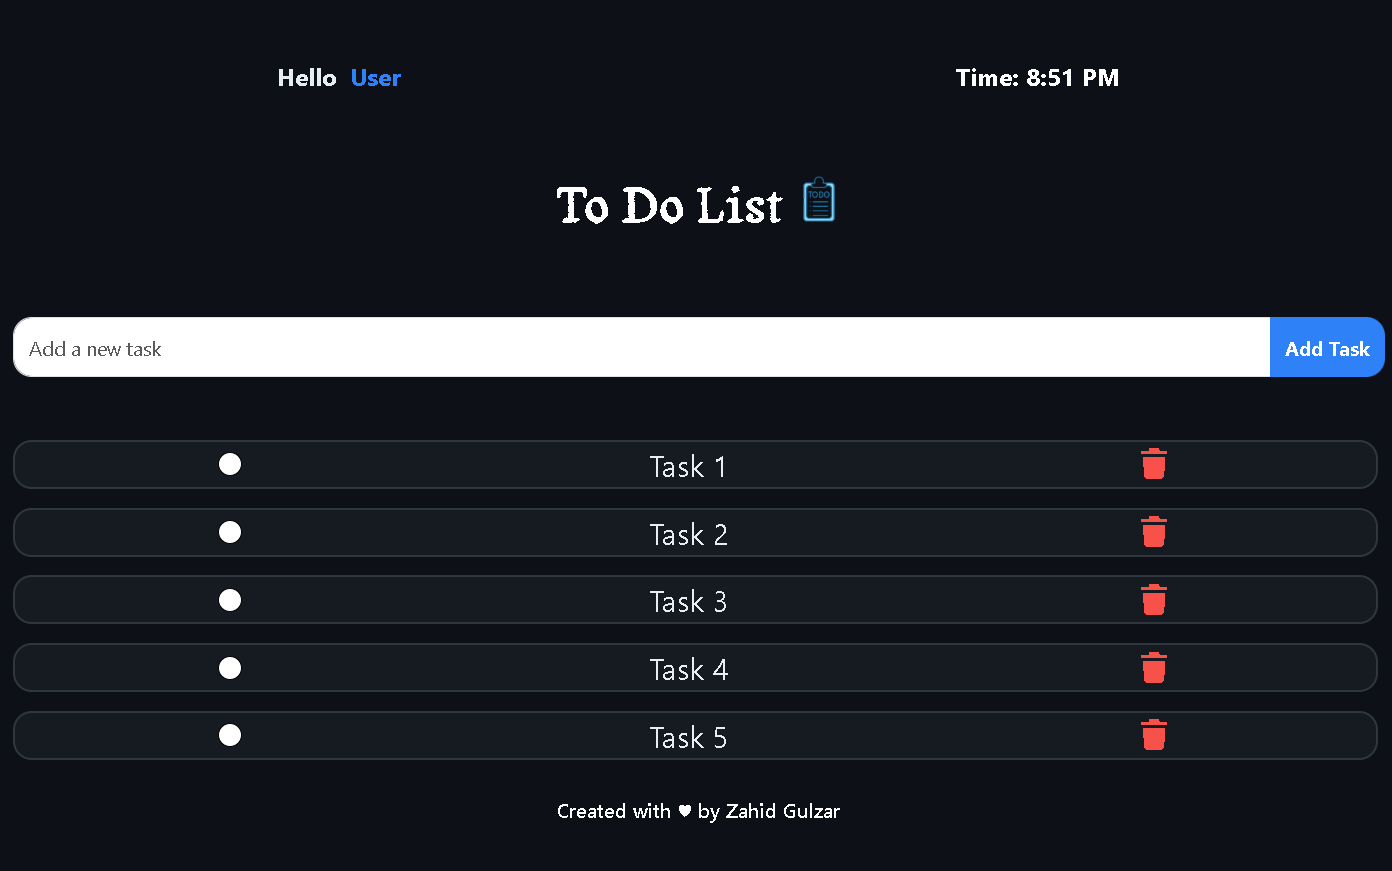 Hello User
Time: 8:51 PM
To Do List
TODO
Add a new task
Add Task
Task 1
Task 2
Task 3
Task 4
Task 5
Created with ♥ by Zahid Gulzar